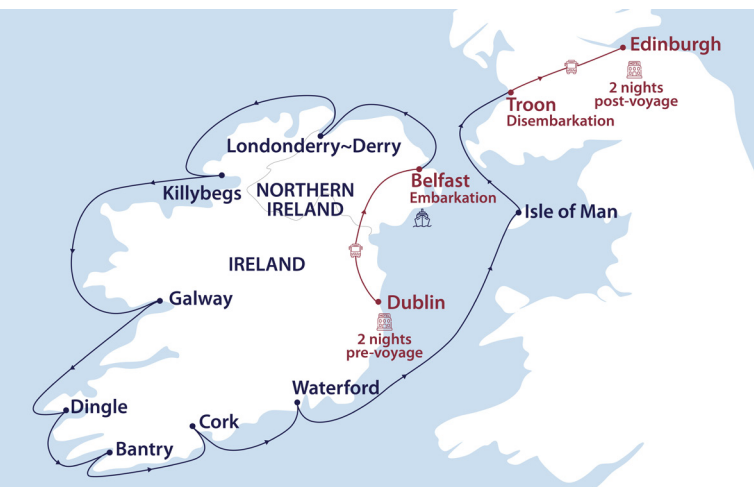 Edinburgh
2 nights
post-voyage
Troon
Disembarkation
Londonderry~Derry
Killybegs
NORTHERN
IRELAND
Belfast
Embarkation
Isle of Man
IRELAND
Galway
Dublin
2 nights
pre-voyage
Waterford
Dingle
Cork
Bantry